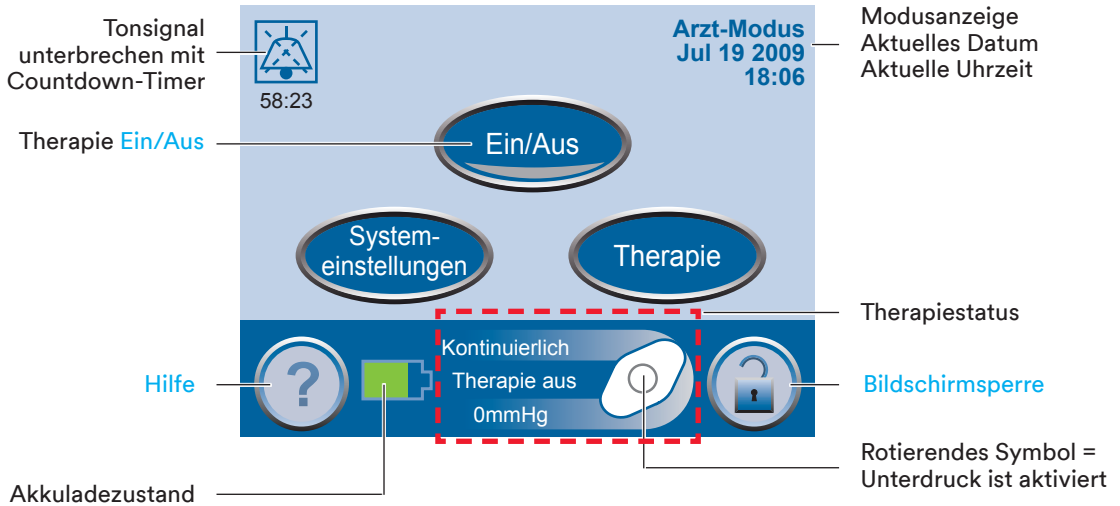 Tonsignal
unterbrechen mit
Countdown-Timer
58:23
Arzt-Modus
Jul 19 2009
18:06
Modusanzeige
Aktuelles Datum
Aktuelle Uhrzeit
Therapie Ein/Aus
Ein/Aus
System-
einstellungen
Therapie
Therapiestatus
Hilfe
?
Kontinuierlich
Therapie aus
0mmHg
Bildschirmsperre
Akkuladezustand
Rotierendes Symbol =
Unterdruck ist aktiviert